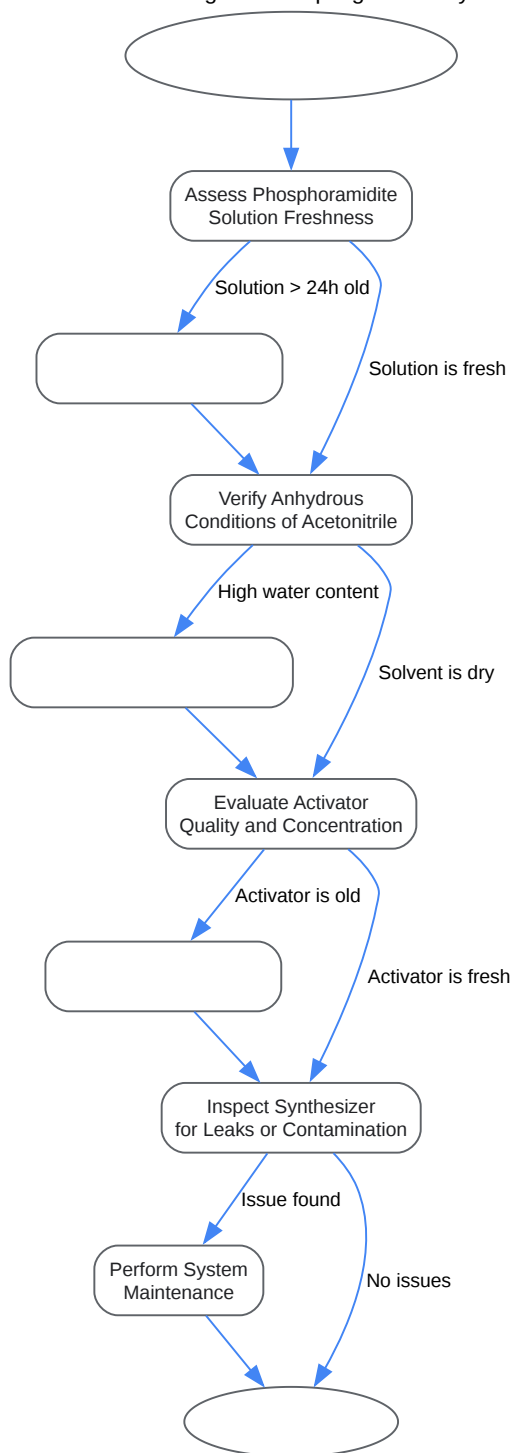 Assess Phosphoramidite
Solution Freshness
Solution > 24h old
Solution is fresh
Verify Anhydrous
Conditions of Acetonitrile
High water content
Solvent is dry
Evaluate Activator
Quality and Concentration
Activator is old
Activator is fresh
Inspect Synthesizer
for Leaks or Contamination
Issue found
No issues
Perform System
Maintenance